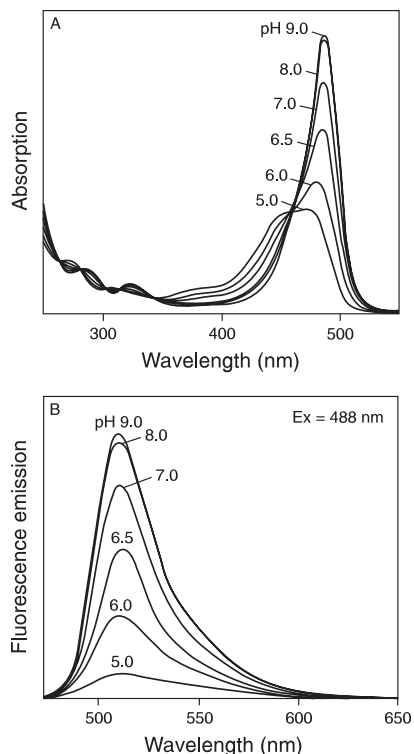 A
pH 9.0
8.0
7.0
6.5
6.0
5.0
Absorption
300 400 500
Wavelength (nm)
B
Ex = 488 nm
pH 9.0
8.0
7.0
6.5
6.0
5.0
Fluorescence emission
500 550 600 650
Wavelength (nm)